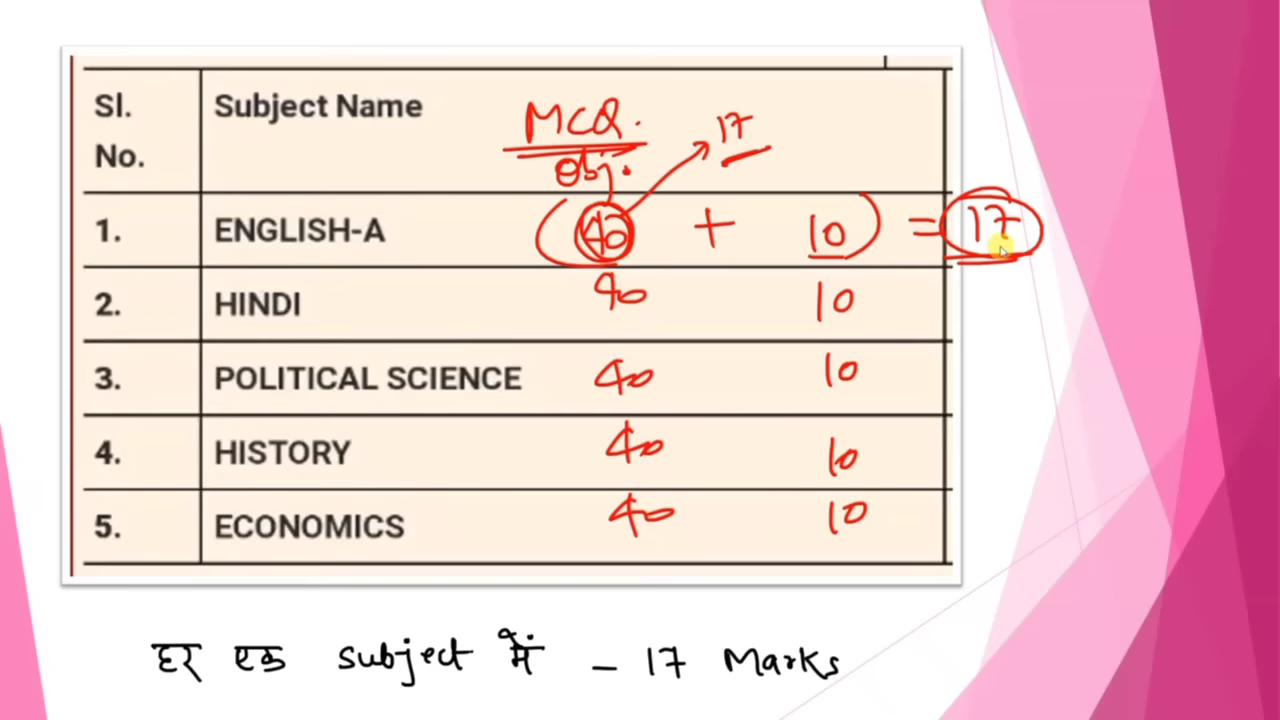 Sl. No. Subject Name MCQ.
Obj. 17
1. ENGLISH-A (40 + 10) = 17
2. HINDI 40 10
3. POLITICAL SCIENCE 40 10
4. HISTORY 40 10
5. ECONOMICS 40 10
हर एक subject में - 17 Marks